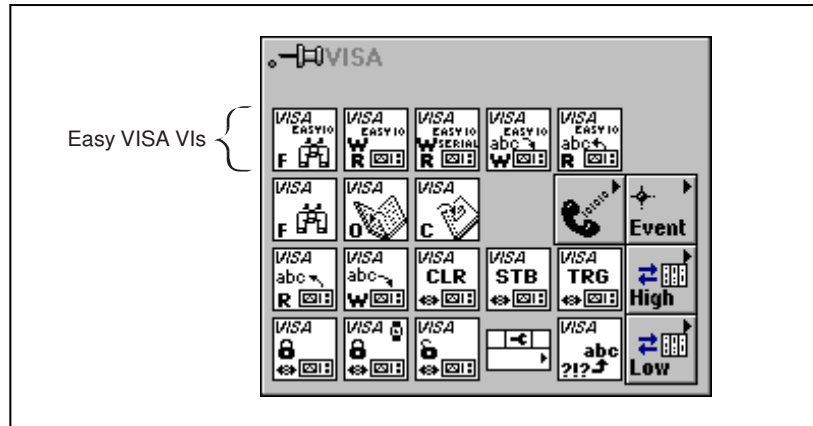 VISA
Easy VISA VIs
VISA EASY IO F
VISA EASY IO W R
VISA EASY IO W SERIAL R
VISA EASY IO abc W
VISA EASY IO abc R
VISA F
VISA O
VISA C
10101
Event
VISA abc R
VISA abc W
VISA CLR
VISA STB
VISA TRG
High
VISA
VISA
VISA
VISA abc ?!?
Low